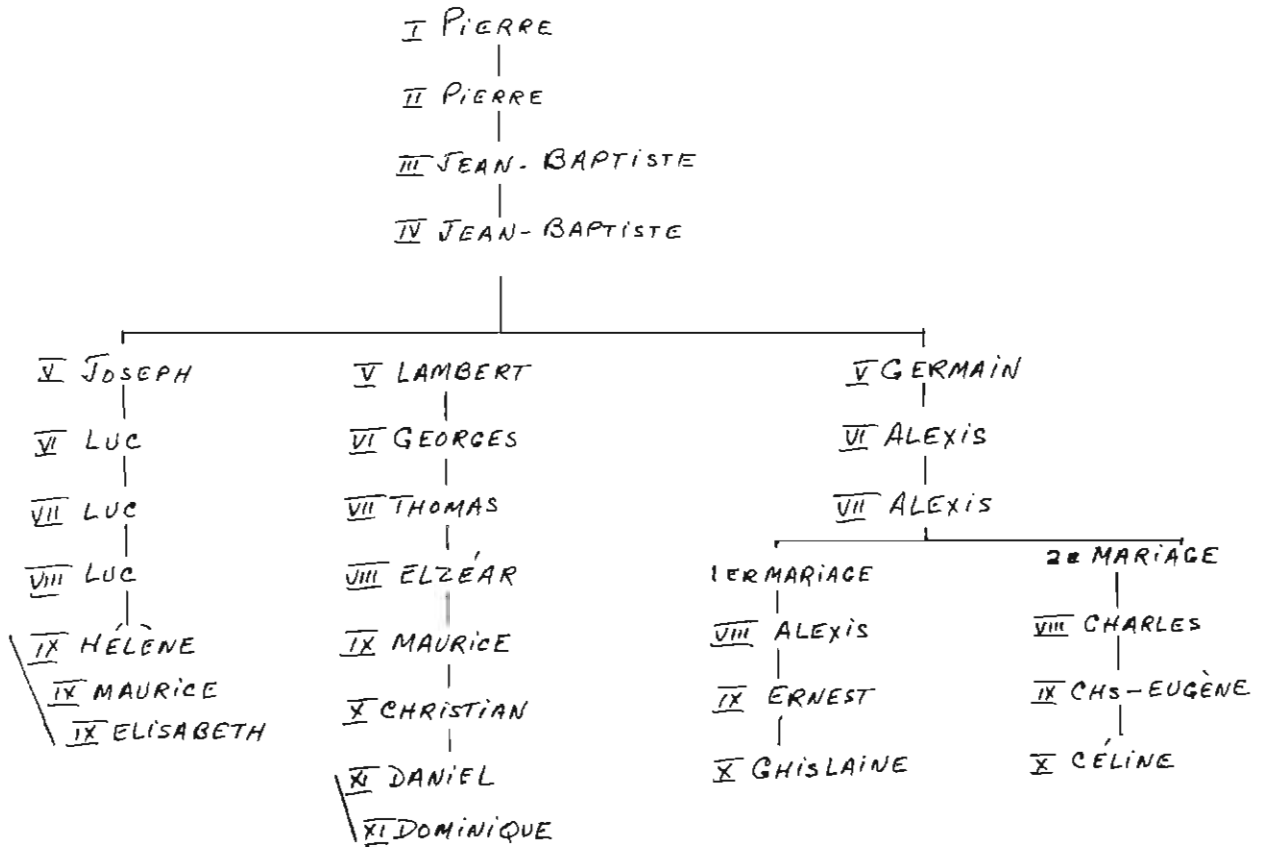 I PIERRE
II PIERRE
III JEAN-BAPTISTE
IV JEAN-BAPTISTE
V JOSEPH
VI LUC
VII LUC
VIII LUC
IX HÉLÈNE
IX MAURICE
IX ELISABETH
V LAMBERT
VI GEORGES
VII THOMAS
VIII ELZÉAR
IX MAURICE
X CHRISTIAN
XI DANIEL
XI DOMINIQUE
V GERMAIN
VI ALEXIS
VII ALEXIS
1ER MARIAGE
VIII ALEXIS
IX ERNEST
X GHISLAINE
2e MARIAGE
VIII CHARLES
IX CHS-EUGÈNE
X CÉLINE